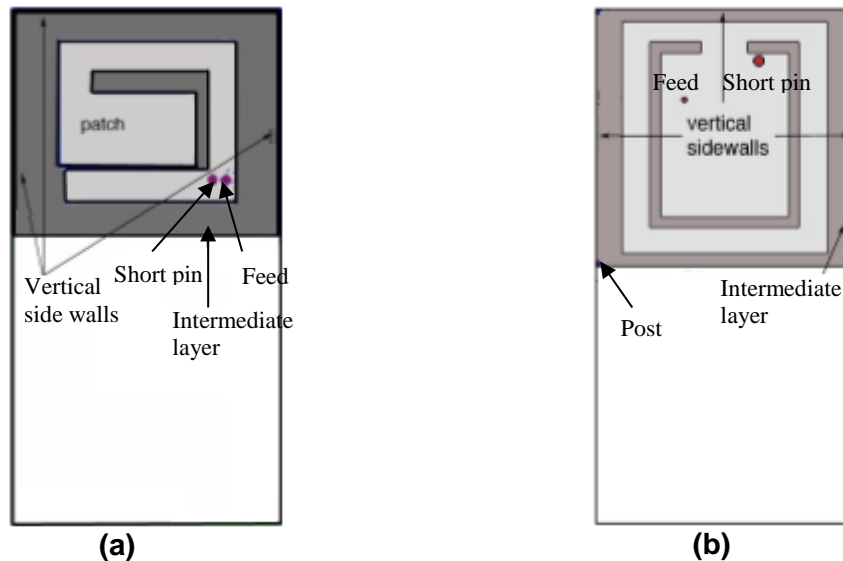 patch
Short pin
Feed
Vertical
side walls
Intermediate
layer
(a)
Feed
Short pin
vertical
sidewalls
Intermediate
layer
Post
(b)